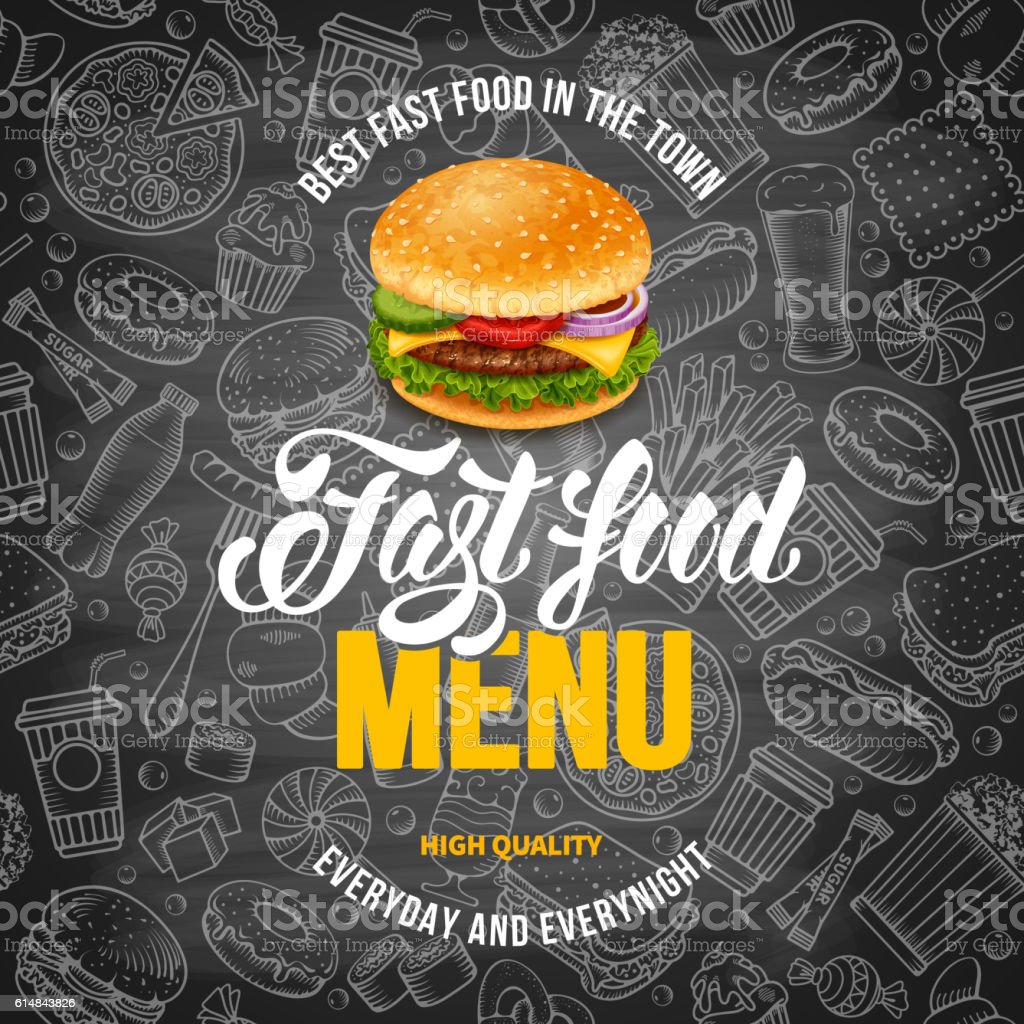 BEST FAST FOOD IN THE TOWN
Fast food
MENU
HIGH QUALITY
EVERYDAY AND EVERYNIGHT
SUGAR
SUGAR
iStock
by Getty Images
614843826